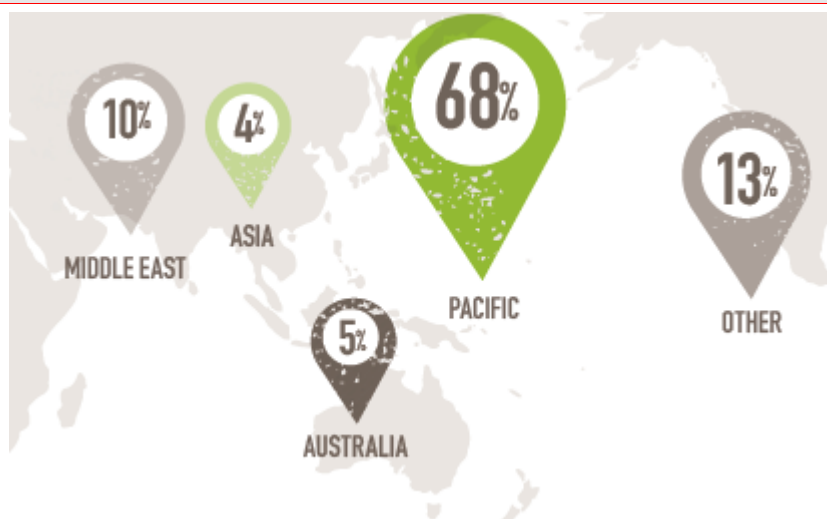 10%
MIDDLE EAST
4%
ASIA
68%
PACIFIC
13%
OTHER
5%
AUSTRALIA